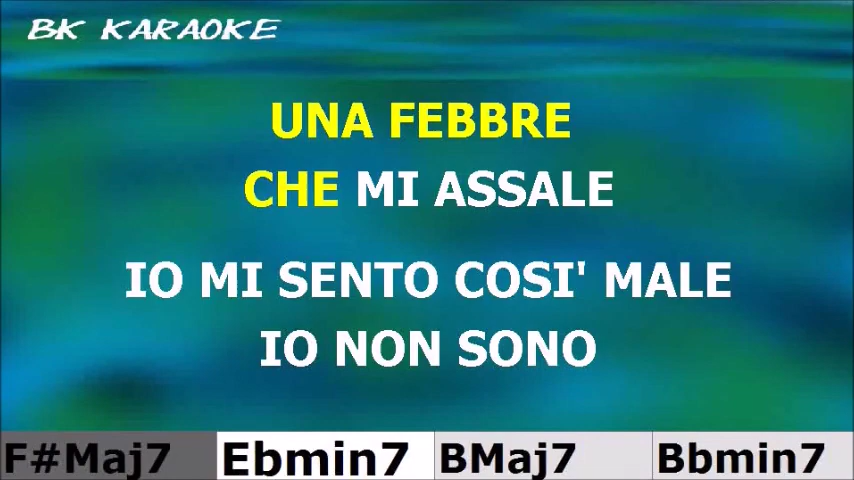 BK KARAOKE
UNA FEBBRE
CHE MI ASSALE
IO MI SENTO COSI' MALE
IO NON SONO
F#Maj7 Ebmin7 BMaj7 Bbmin7